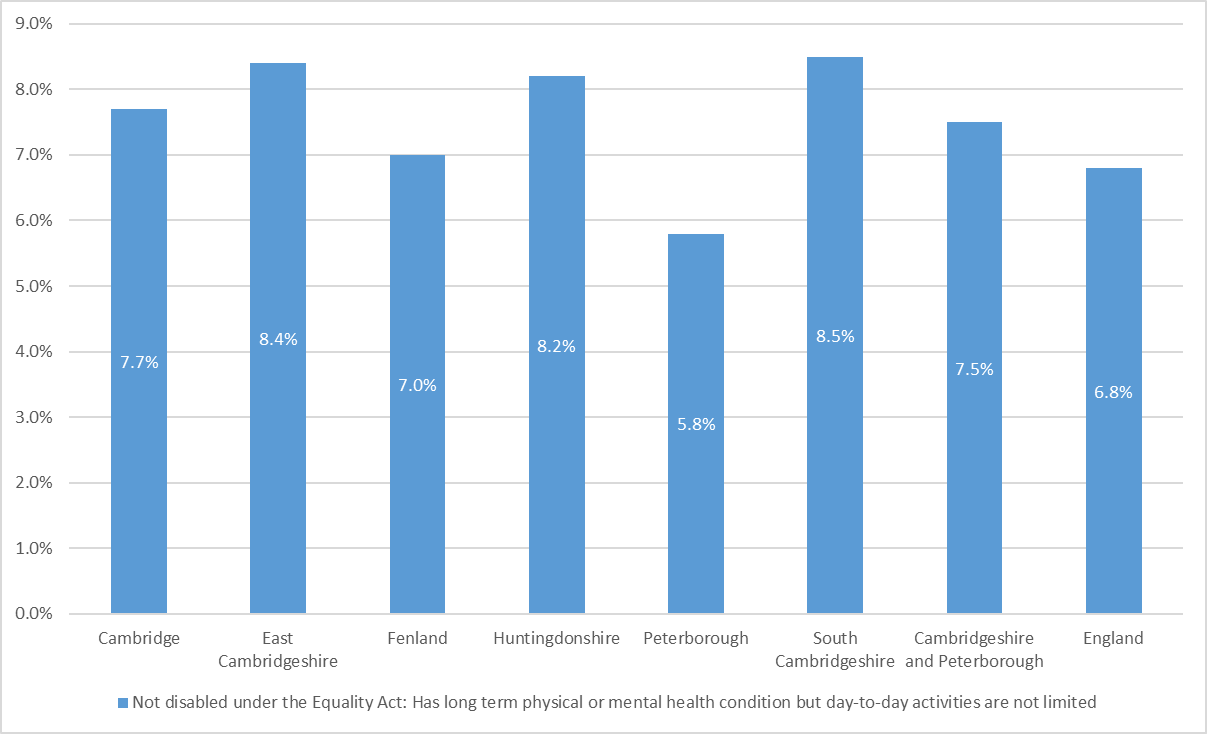 9.0%
8.0%
7.0%
6.0%
5.0%
4.0%
3.0%
2.0%
1.0%
0.0%
7.7%
8.4%
7.0%
8.2%
5.8%
8.5%
7.5%
6.8%
Cambridge
East
Cambridgeshire
Fenland
Huntingdonshire
Peterborough
South
Cambridgeshire
Cambridgeshire
and Peterborough
England
Not disabled under the Equality Act: Has long term physical or mental health condition but day-to-day activities are not limited